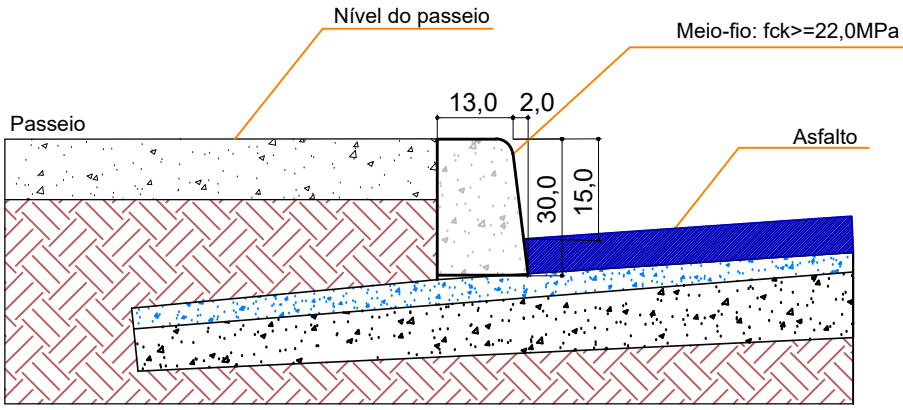 Nível do passeio
Meio-fio: fck>=22,0MPa
13,0
2,0
Passeio
Asfalto
30,0
15,0